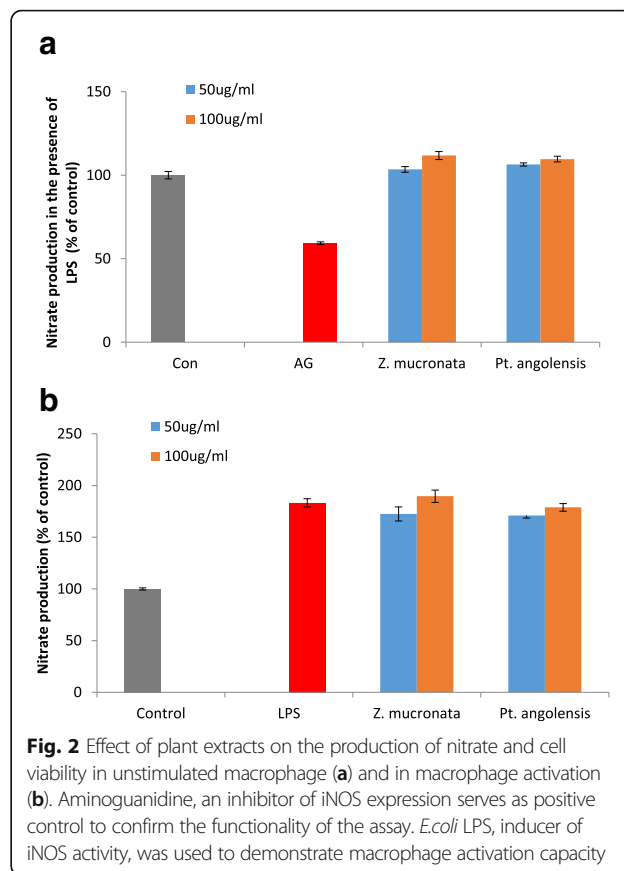 a
Nitrate production in the presence of
LPS (% of control)
150
100
50
0
50ug/ml
100ug/ml
Con AG Z. mucronata Pt. angolensis
b
Nitrate production (% of control)
250
200
150
100
50
0
50ug/ml
100ug/ml
Control LPS Z. mucronata Pt. angolensis
Fig. 2 Effect of plant extracts on the production of nitrate and cell
viability in unstimulated macrophage (a) and in macrophage activation
(b). Aminoguanidine, an inhibitor of iNOS expression serves as positive
control to confirm the functionality of the assay. E.coli LPS, inducer of
iNOS activity, was used to demonstrate macrophage activation capacity